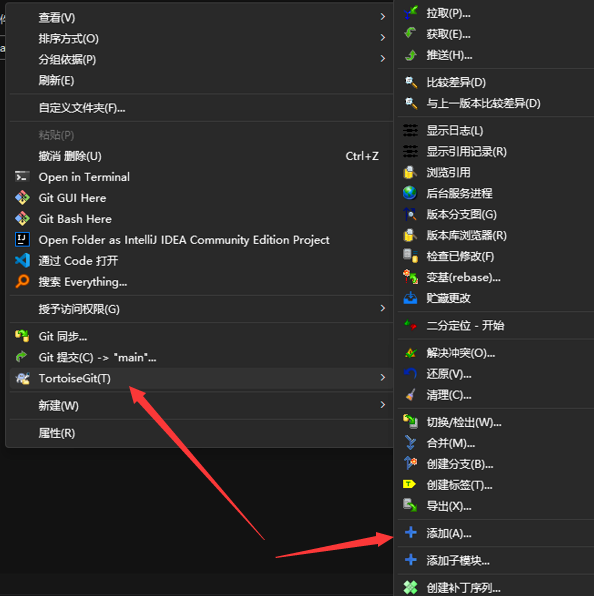 查看(V)
排序方式(O)
分组依据(P)
刷新(E)
自定义文件夹(F)...
粘贴(P)
撤消 删除(U) Ctrl+Z
Open in Terminal
Git GUI Here
Git Bash Here
Open Folder as IntelliJ IDEA Community Edition Project
通过 Code 打开
搜索 Everything...
授予访问权限(G)
Git 同步...
Git 提交(C) -> "main"...
TortoiseGit(T)
新建(W)
属性(R)
拉取(P)...
获取(E)...
推送(H)...
比较差异(D)
与上一版本比较差异(D)
显示日志(L)
显示引用记录(R)
浏览引用
后台服务进程
版本分支图(G)
版本库浏览器(R)
检查已修改(F)
变基(rebase)...
贮藏更改
二分定位 - 开始
解决冲突(O)...
还原(V)...
清理(C)...
切换/检出(W)...
合并(M)...
创建分支(B)...
创建标签(T)...
导出(X)...
添加(A)...
添加子模块...
创建补丁序列...